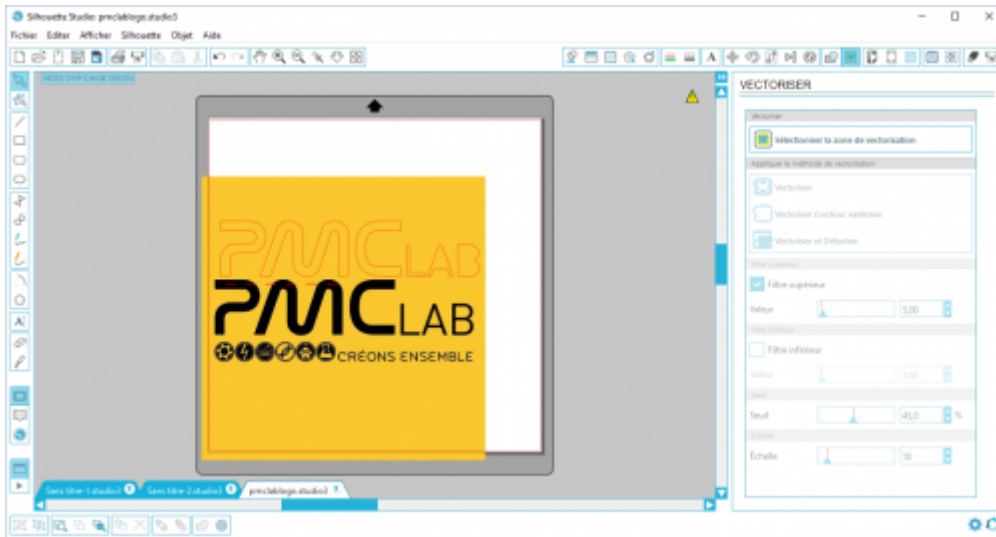 Silhouette Studio: pmclablogo.studio3
Fichier Editer Afficher Silhouette Objet Aide
MODE D'AFFICHAGE DESIGN
VECTORISER
Vectoriser
Sélectionner la zone de vectorisation
Appliquer la méthode de vectorisation
Vectoriser
Vectoriser Contour extérieur
Vectoriser et Détacher
Filtre supérieur
Filtre supérieur
Valeur 5,00
Filtre inférieur
Filtre inférieur
Valeur 1,00
Seuil
Seuil 45,0 %
Échelle
Échelle 10
PMCLAB
PMCLAB
CRÉONS ENSEMBLE
Sans titre-1.studio3 Sans titre-2.studio3 pmclablogo.studio3